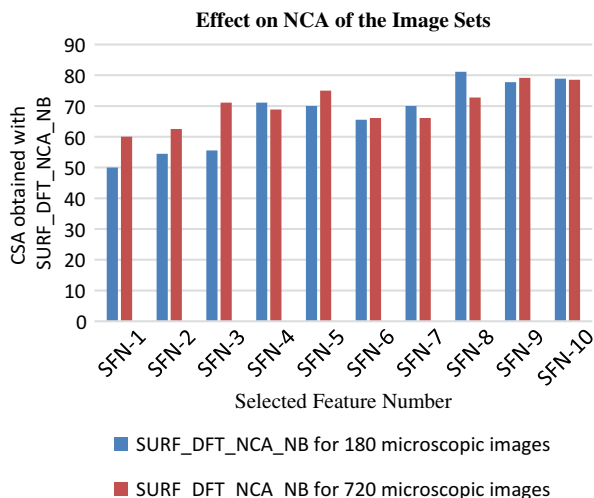 Effect on NCA of the Image Sets
CSA obtained with
SURF_DFT_NCA_NB
90
80
70
60
50
40
30
20
10
0
SFN-1
SFN-2
SFN-3
SFN-4
SFN-5
SFN-6
SFN-7
SFN-8
SFN-9
SFN-10
Selected Feature Number
SURF_DFT_NCA_NB for 180 microscopic images
SURF_DFT_NCA_NB for 720 microscopic images